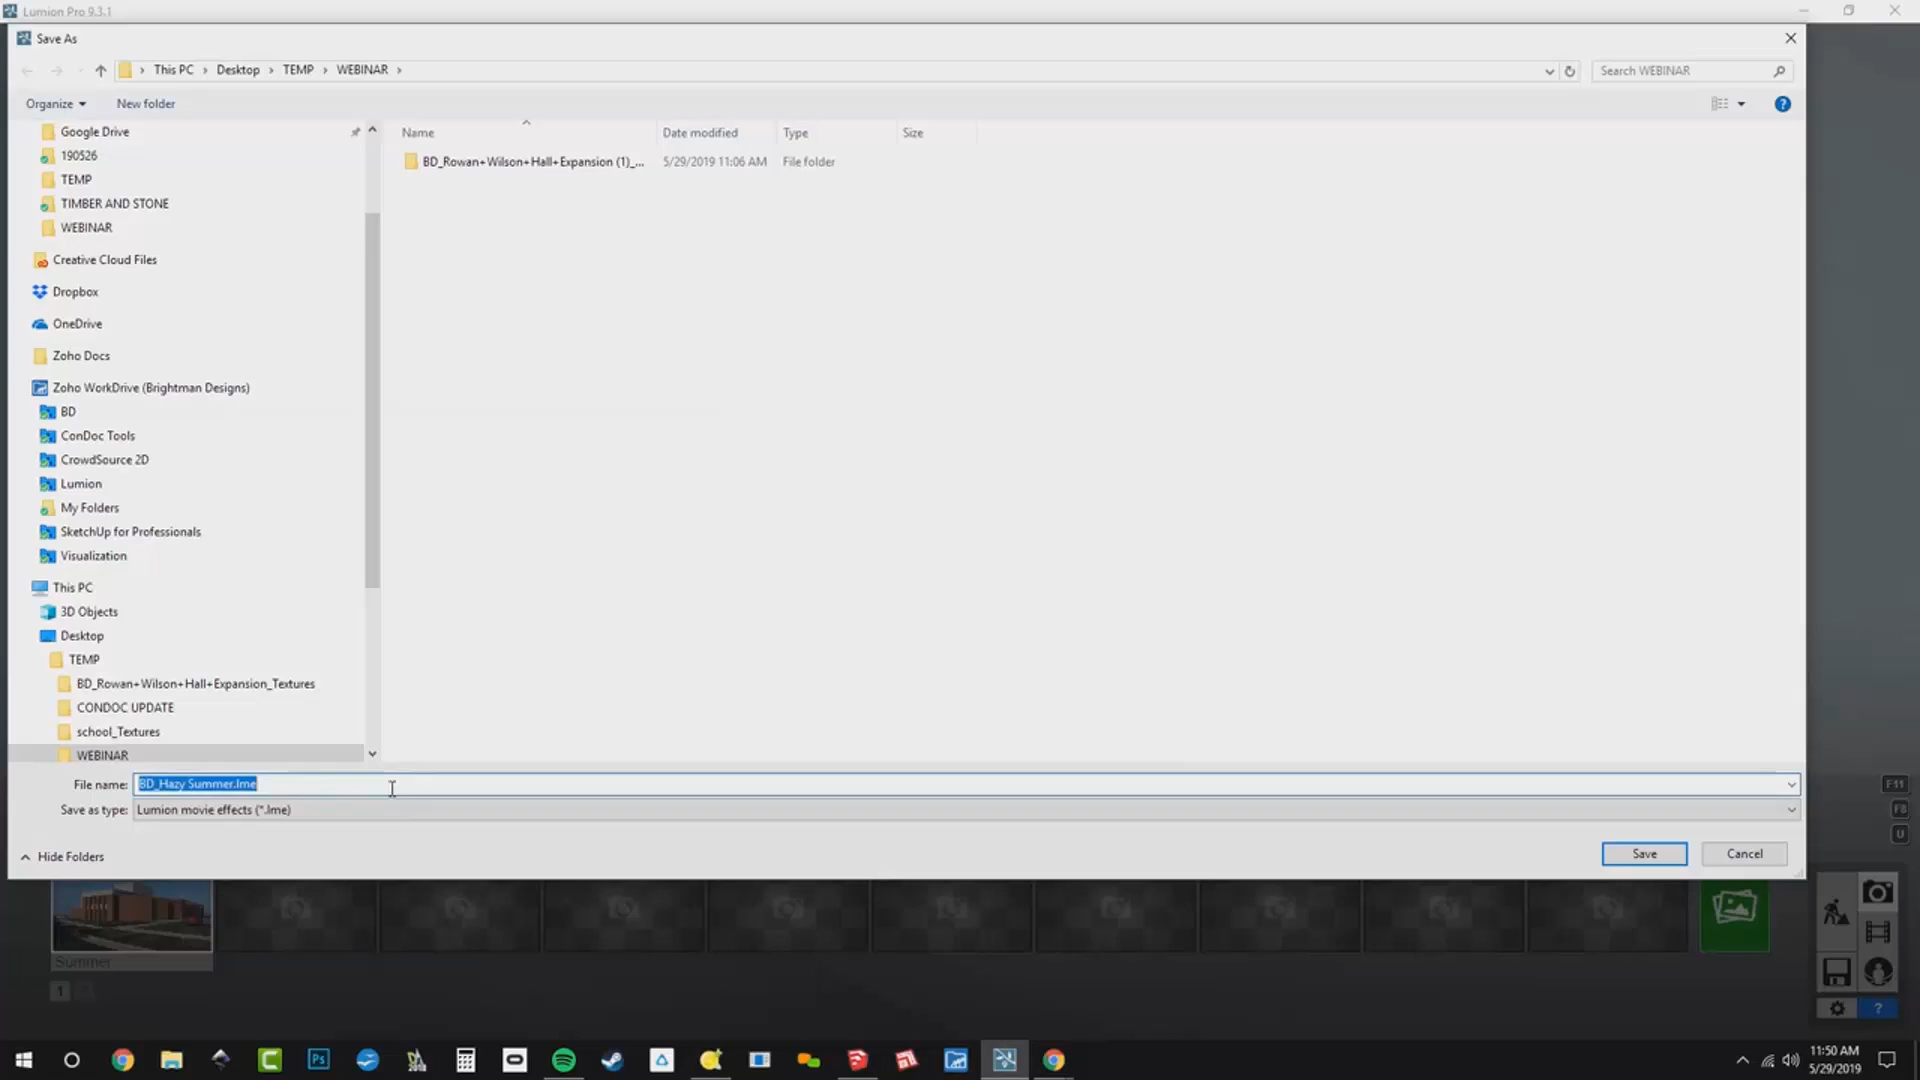 Lumion Pro 9.3.1
Save As
This PC > Desktop > TEMP > WEBINAR >
Search WEBINAR
Organize
New folder
?
Name
Date modified
Type
Size
BD_Rowan+Wilson+Hall+Expansion (1)_...
5/29/2019 11:06 AM
File folder
Google Drive
190526
TEMP
TIMBER AND STONE
WEBINAR
Creative Cloud Files
Dropbox
OneDrive
Zoho Docs
Zoho WorkDrive (Brightman Designs)
BD
ConDoc Tools
CrowdSource 2D
Lumion
My Folders
SketchUp for Professionals
Visualization
This PC
3D Objects
Desktop
TEMP
BD_Rowan+Wilson+Hall+Expansion_Textures
CONDOC UPDATE
school_Textures
WEBINAR
File name: BD_Hazy Summer.lme
Save as type: Lumion movie effects (*.lme)
Hide Folders
Save
Cancel
F11
F8
U
Summer
1
?
Ps
11:50 AM
5/29/2019